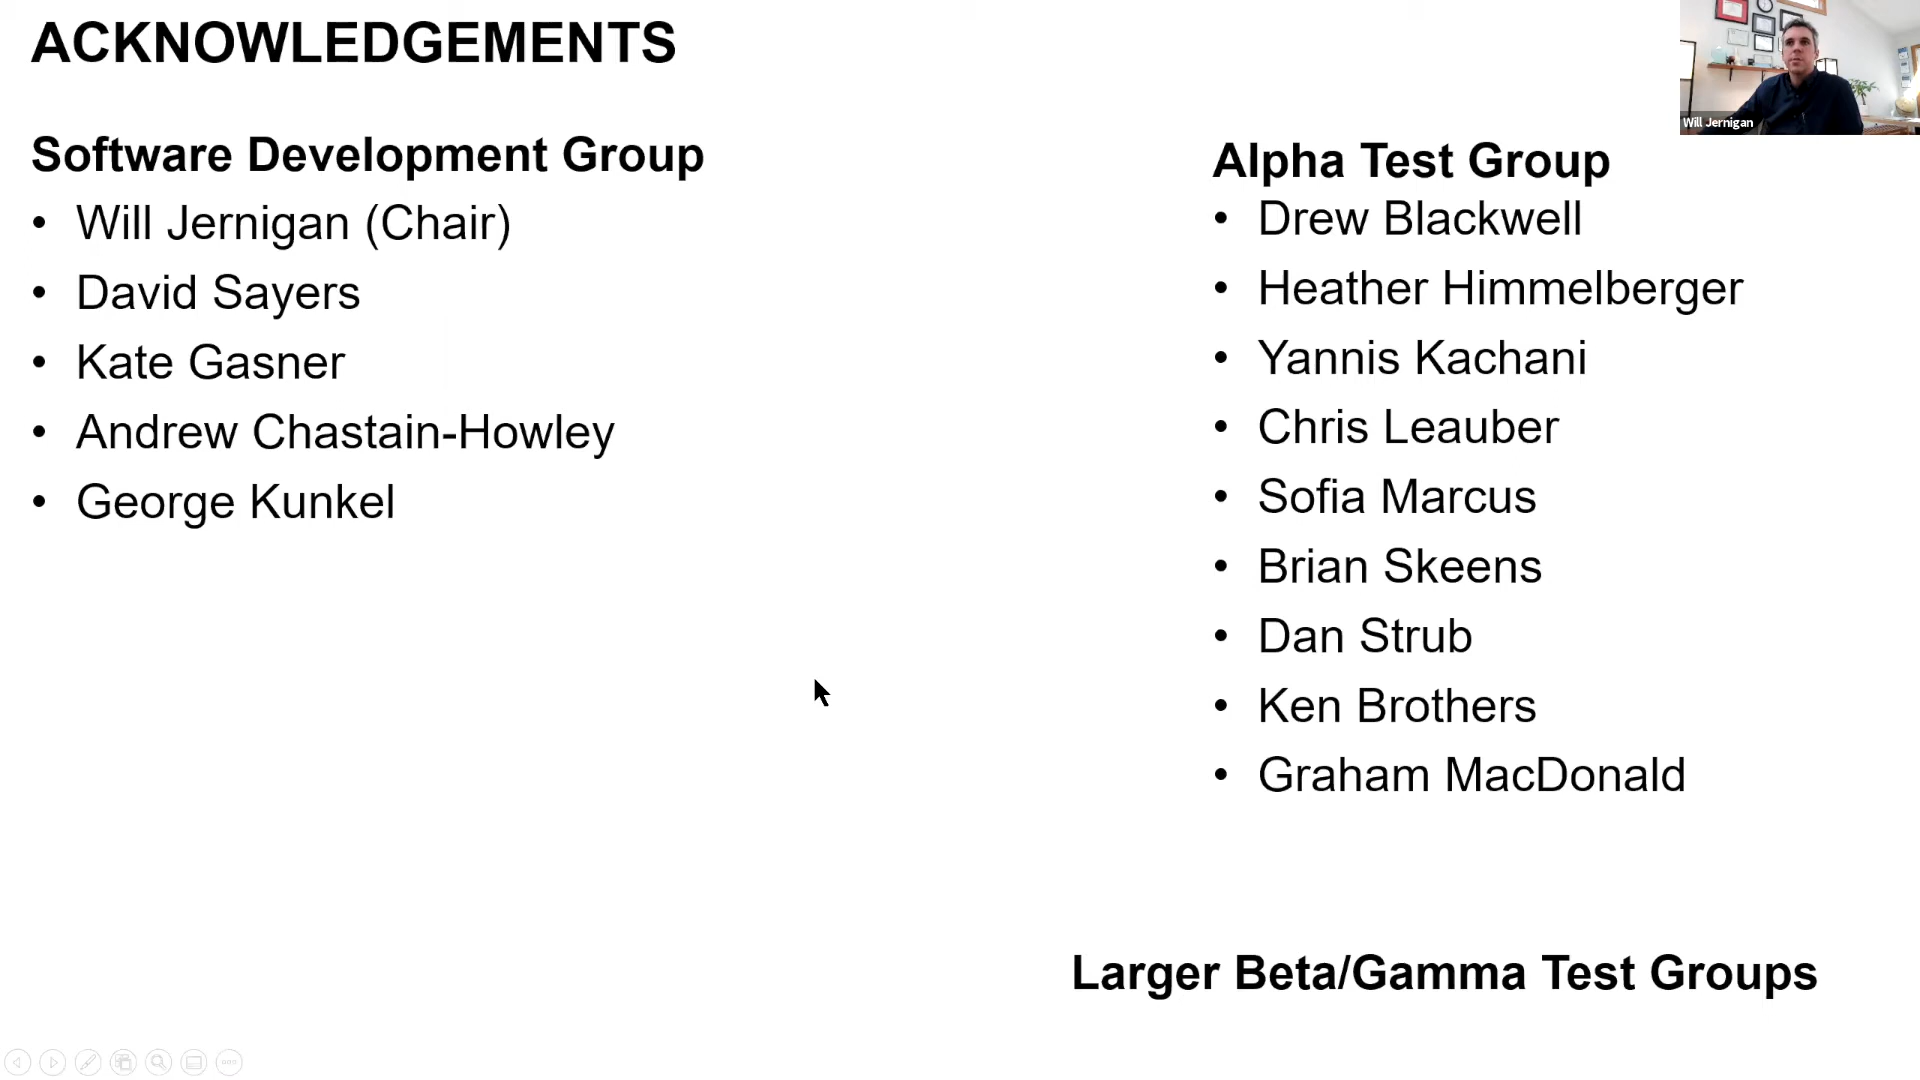 ACKNOWLEDGEMENTS
Software Development Group
• Will Jernigan (Chair)
• David Sayers
• Kate Gasner
• Andrew Chastain-Howley
• George Kunkel
Will Jernigan
Alpha Test Group
• Drew Blackwell
• Heather Himmelberger
• Yannis Kachani
• Chris Leauber
• Sofia Marcus
• Brian Skeens
• Dan Strub
• Ken Brothers
• Graham MacDonald
Larger Beta/Gamma Test Groups